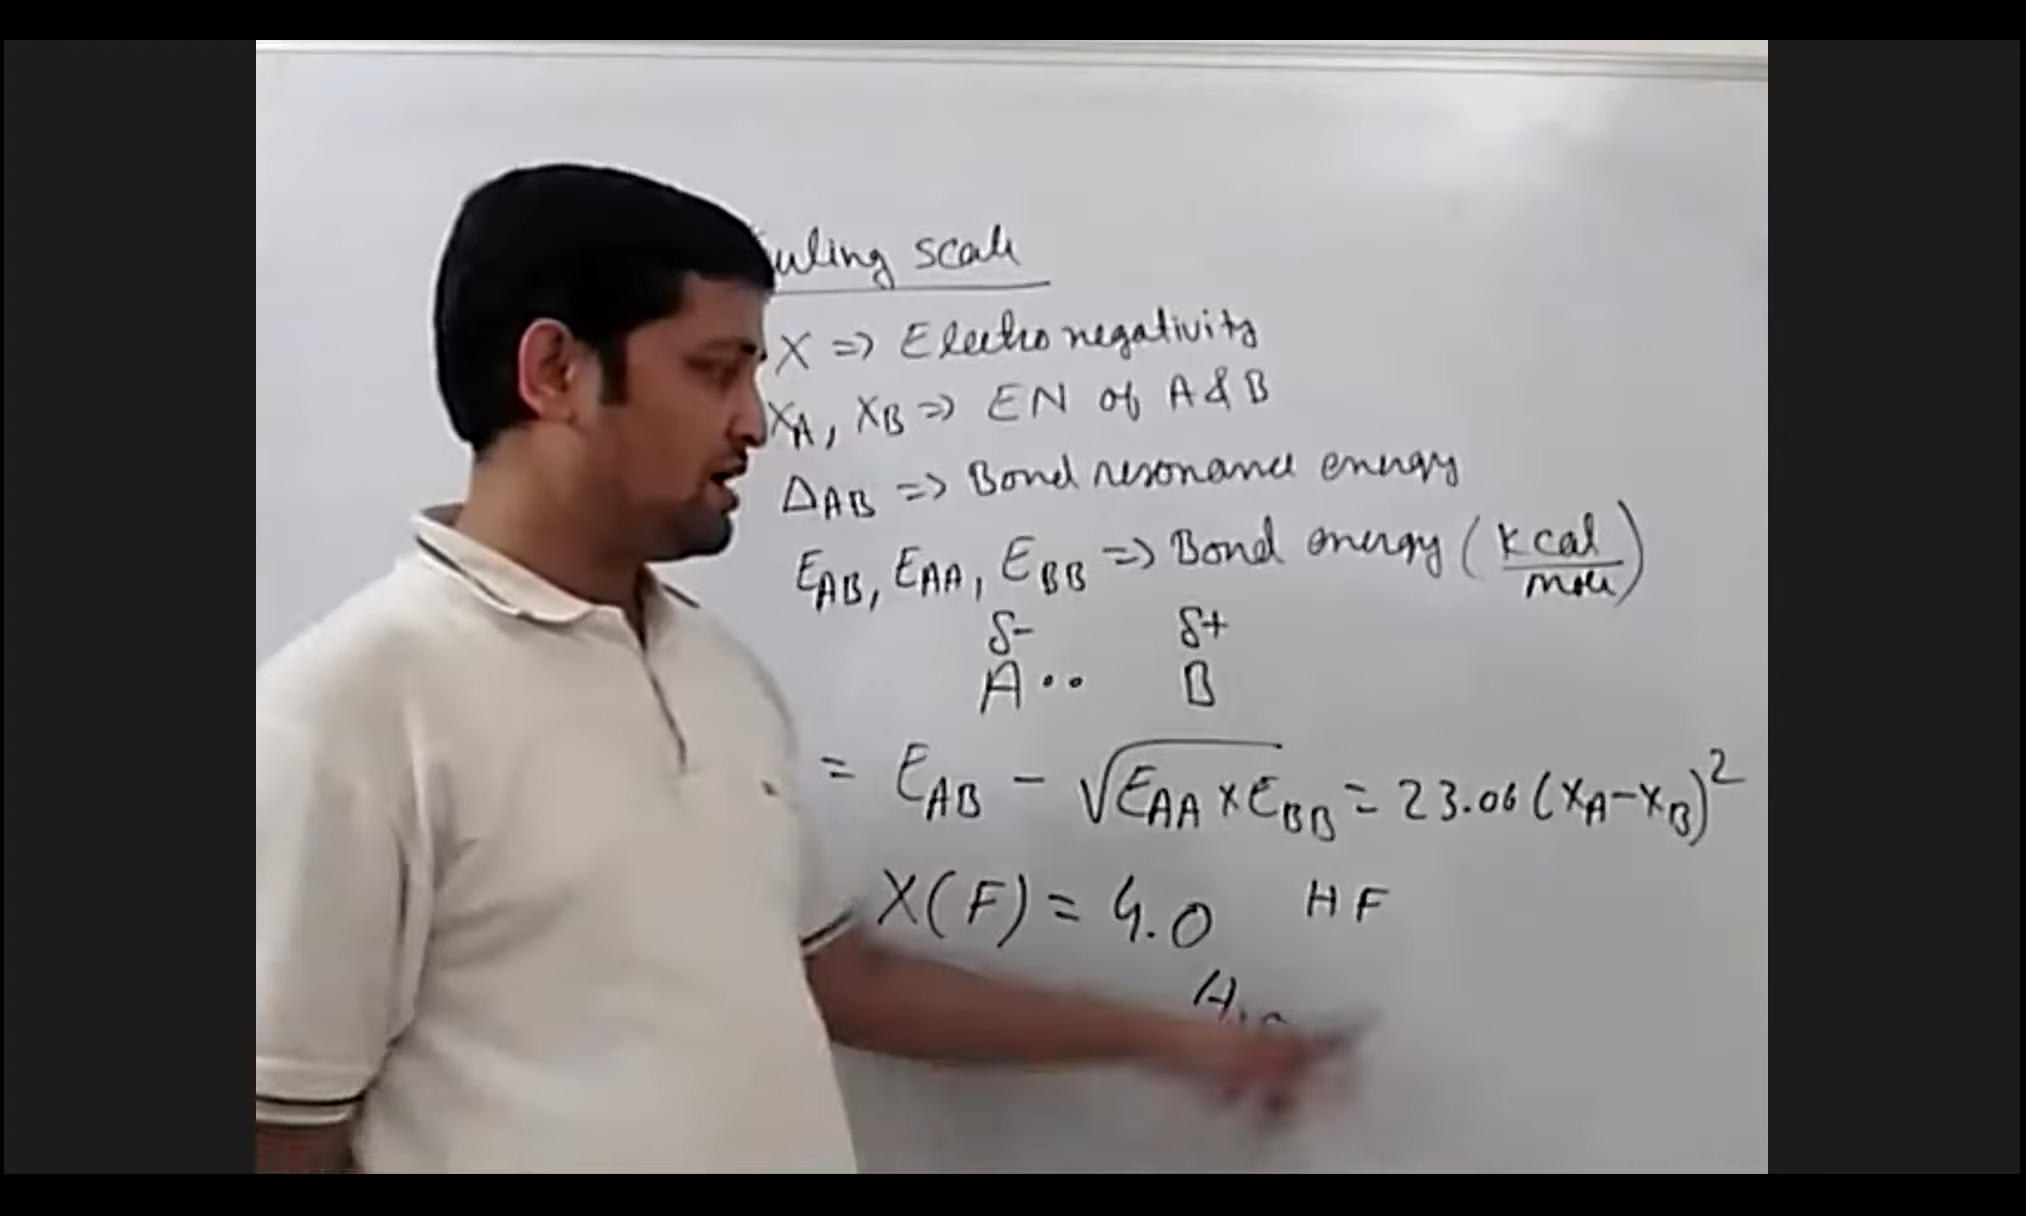 uling scale
X => Electronegativity
XA, XB => EN of A & B
ΔAB => Bond resonance energy
EAB, EAA, EBB => Bond energy (kcal/mole)
δ- δ+
A •• B
= EAB - √EAA x EBB = 23.06 (XA-XB)²
X(F) = 4.0 HF